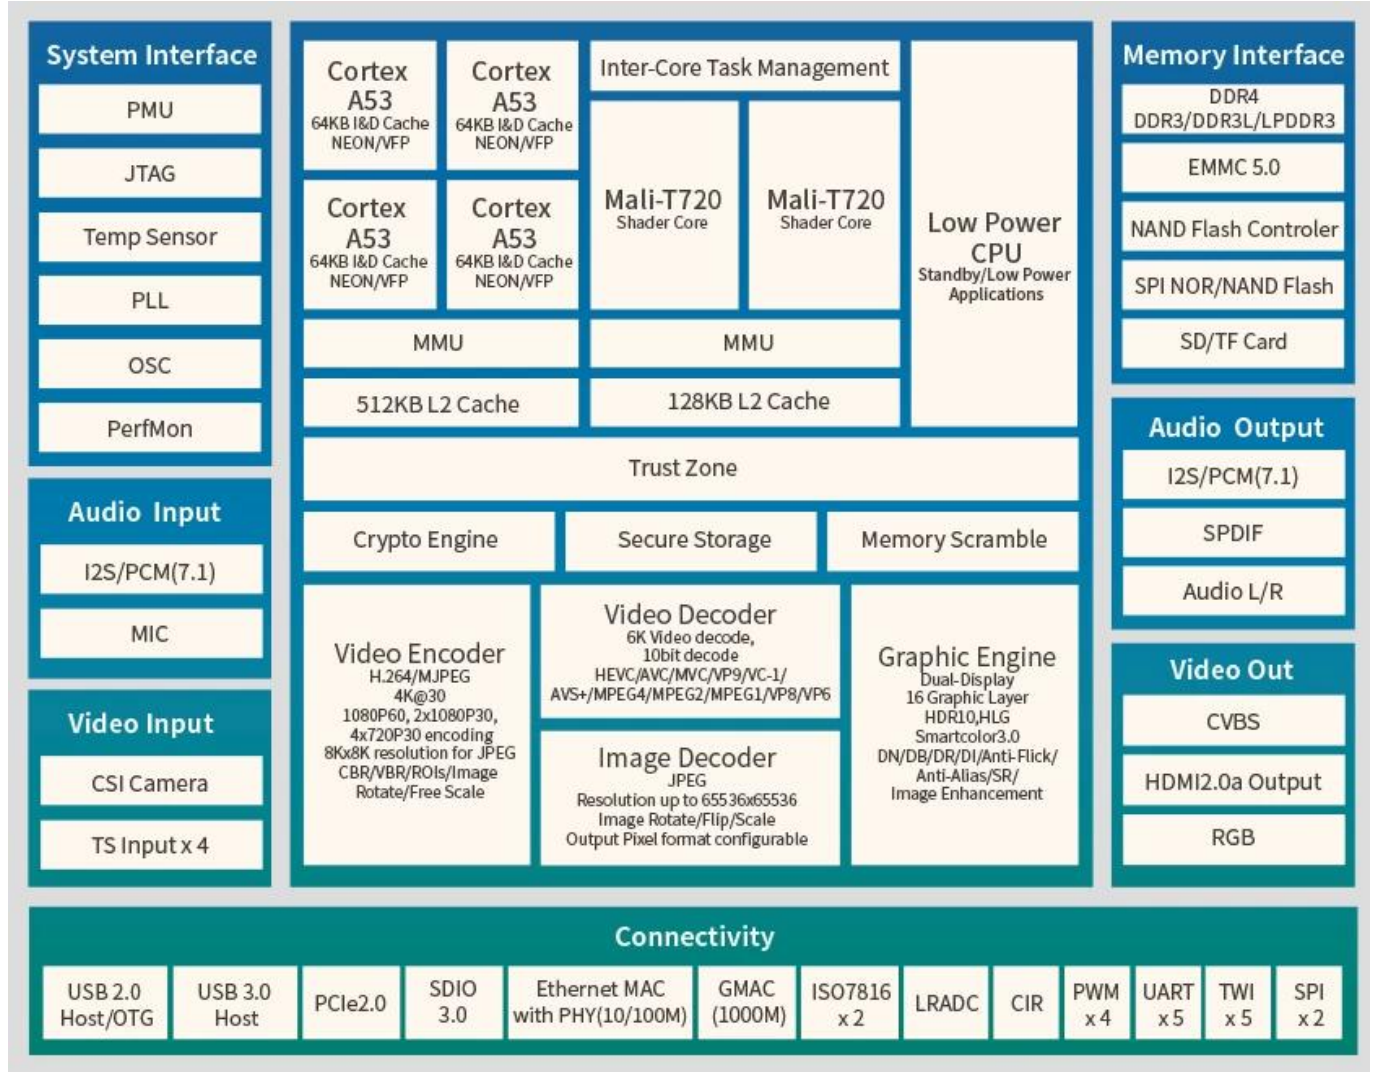 System Interface
PMU
JTAG
Temp Sensor
PLL
OSC
PerfMon
Audio Input
I2S/PCM(7.1)
MIC
Video Input
CSI Camera
TS Input x 4
Cortex
A53
64KB I&D Cache
NEON/VFP
Cortex
A53
64KB I&D Cache
NEON/VFP
Cortex
A53
64KB I&D Cache
NEON/VFP
Cortex
A53
64KB I&D Cache
NEON/VFP
MMU
512KB L2 Cache
Inter-Core Task Management
Mali-T720
Shader Core
Mali-T720
Shader Core
MMU
128KB L2 Cache
Low Power
CPU
Standby/Low Power
Applications
Trust Zone
Crypto Engine
Secure Storage
Memory Scramble
Video Encoder
H.264/MJPEG
4K@30
1080P60, 2x1080P30,
4x720P30 encoding
8Kx8K resolution for JPEG
CBR/VBR/ROIs/Image
Rotate/Free Scale
Video Decoder
6K Video decode,
10bit decode
HEVC/AVC/MVC/VP9/VC-1/
AVS+/MPEG4/MPEG2/MPEG1/VP8/VP6
Image Decoder
JPEG
Resolution up to 65536x65536
Image Rotate/Flip/Scale
Output Pixel format configurable
Graphic Engine
Dual-Display
16 Graphic Layer
HDR10,HLG
Smartcolor3.0
DN/DB/DR/DI/Anti-Flick/
Anti-Alias/SR/
Image Enhancement
Memory Interface
DDR4
DDR3/DDR3L/LPDDR3
EMMC 5.0
NAND Flash Controler
SPI NOR/NAND Flash
SD/TF Card
Audio Output
I2S/PCM(7.1)
SPDIF
Audio L/R
Video Out
CVBS
HDMI2.0a Output
RGB
Connectivity
USB 2.0
Host/OTG
USB 3.0
Host
PCIe2.0
SDIO
3.0
Ethernet MAC
with PHY(10/100M)
GMAC
(1000M)
ISO7816
x 2
LRADC
CIR
PWM
x 4
UART
x 5
TWI
x 5
SPI
x 2